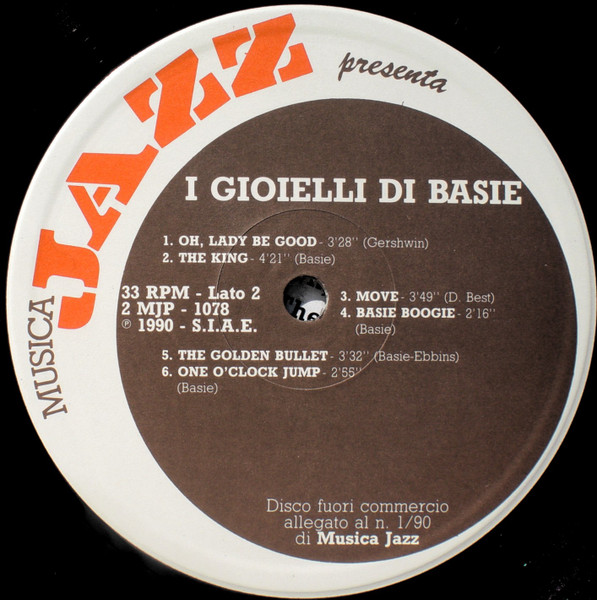 MUSICA
JAZZ
presenta
I GIOIELLI DI BASIE
1. OH, LADY BE GOOD - 3'28" (Gershwin)
2. THE KING - 4'21" (Basie)
33 RPM - Lato 2
2 MJP - 1078
℗ 1990 - S.I.A.E.
3. MOVE - 3'49" (D. Best)
4. BASIE BOOGIE - 2'16"
(Basie)
5. THE GOLDEN BULLET - 3'32" (Basie-Ebbins)
6. ONE O'CLOCK JUMP - 2'55"
(Basie)
Disco fuori commercio
allegato al n. 1/90
di Musica Jazz